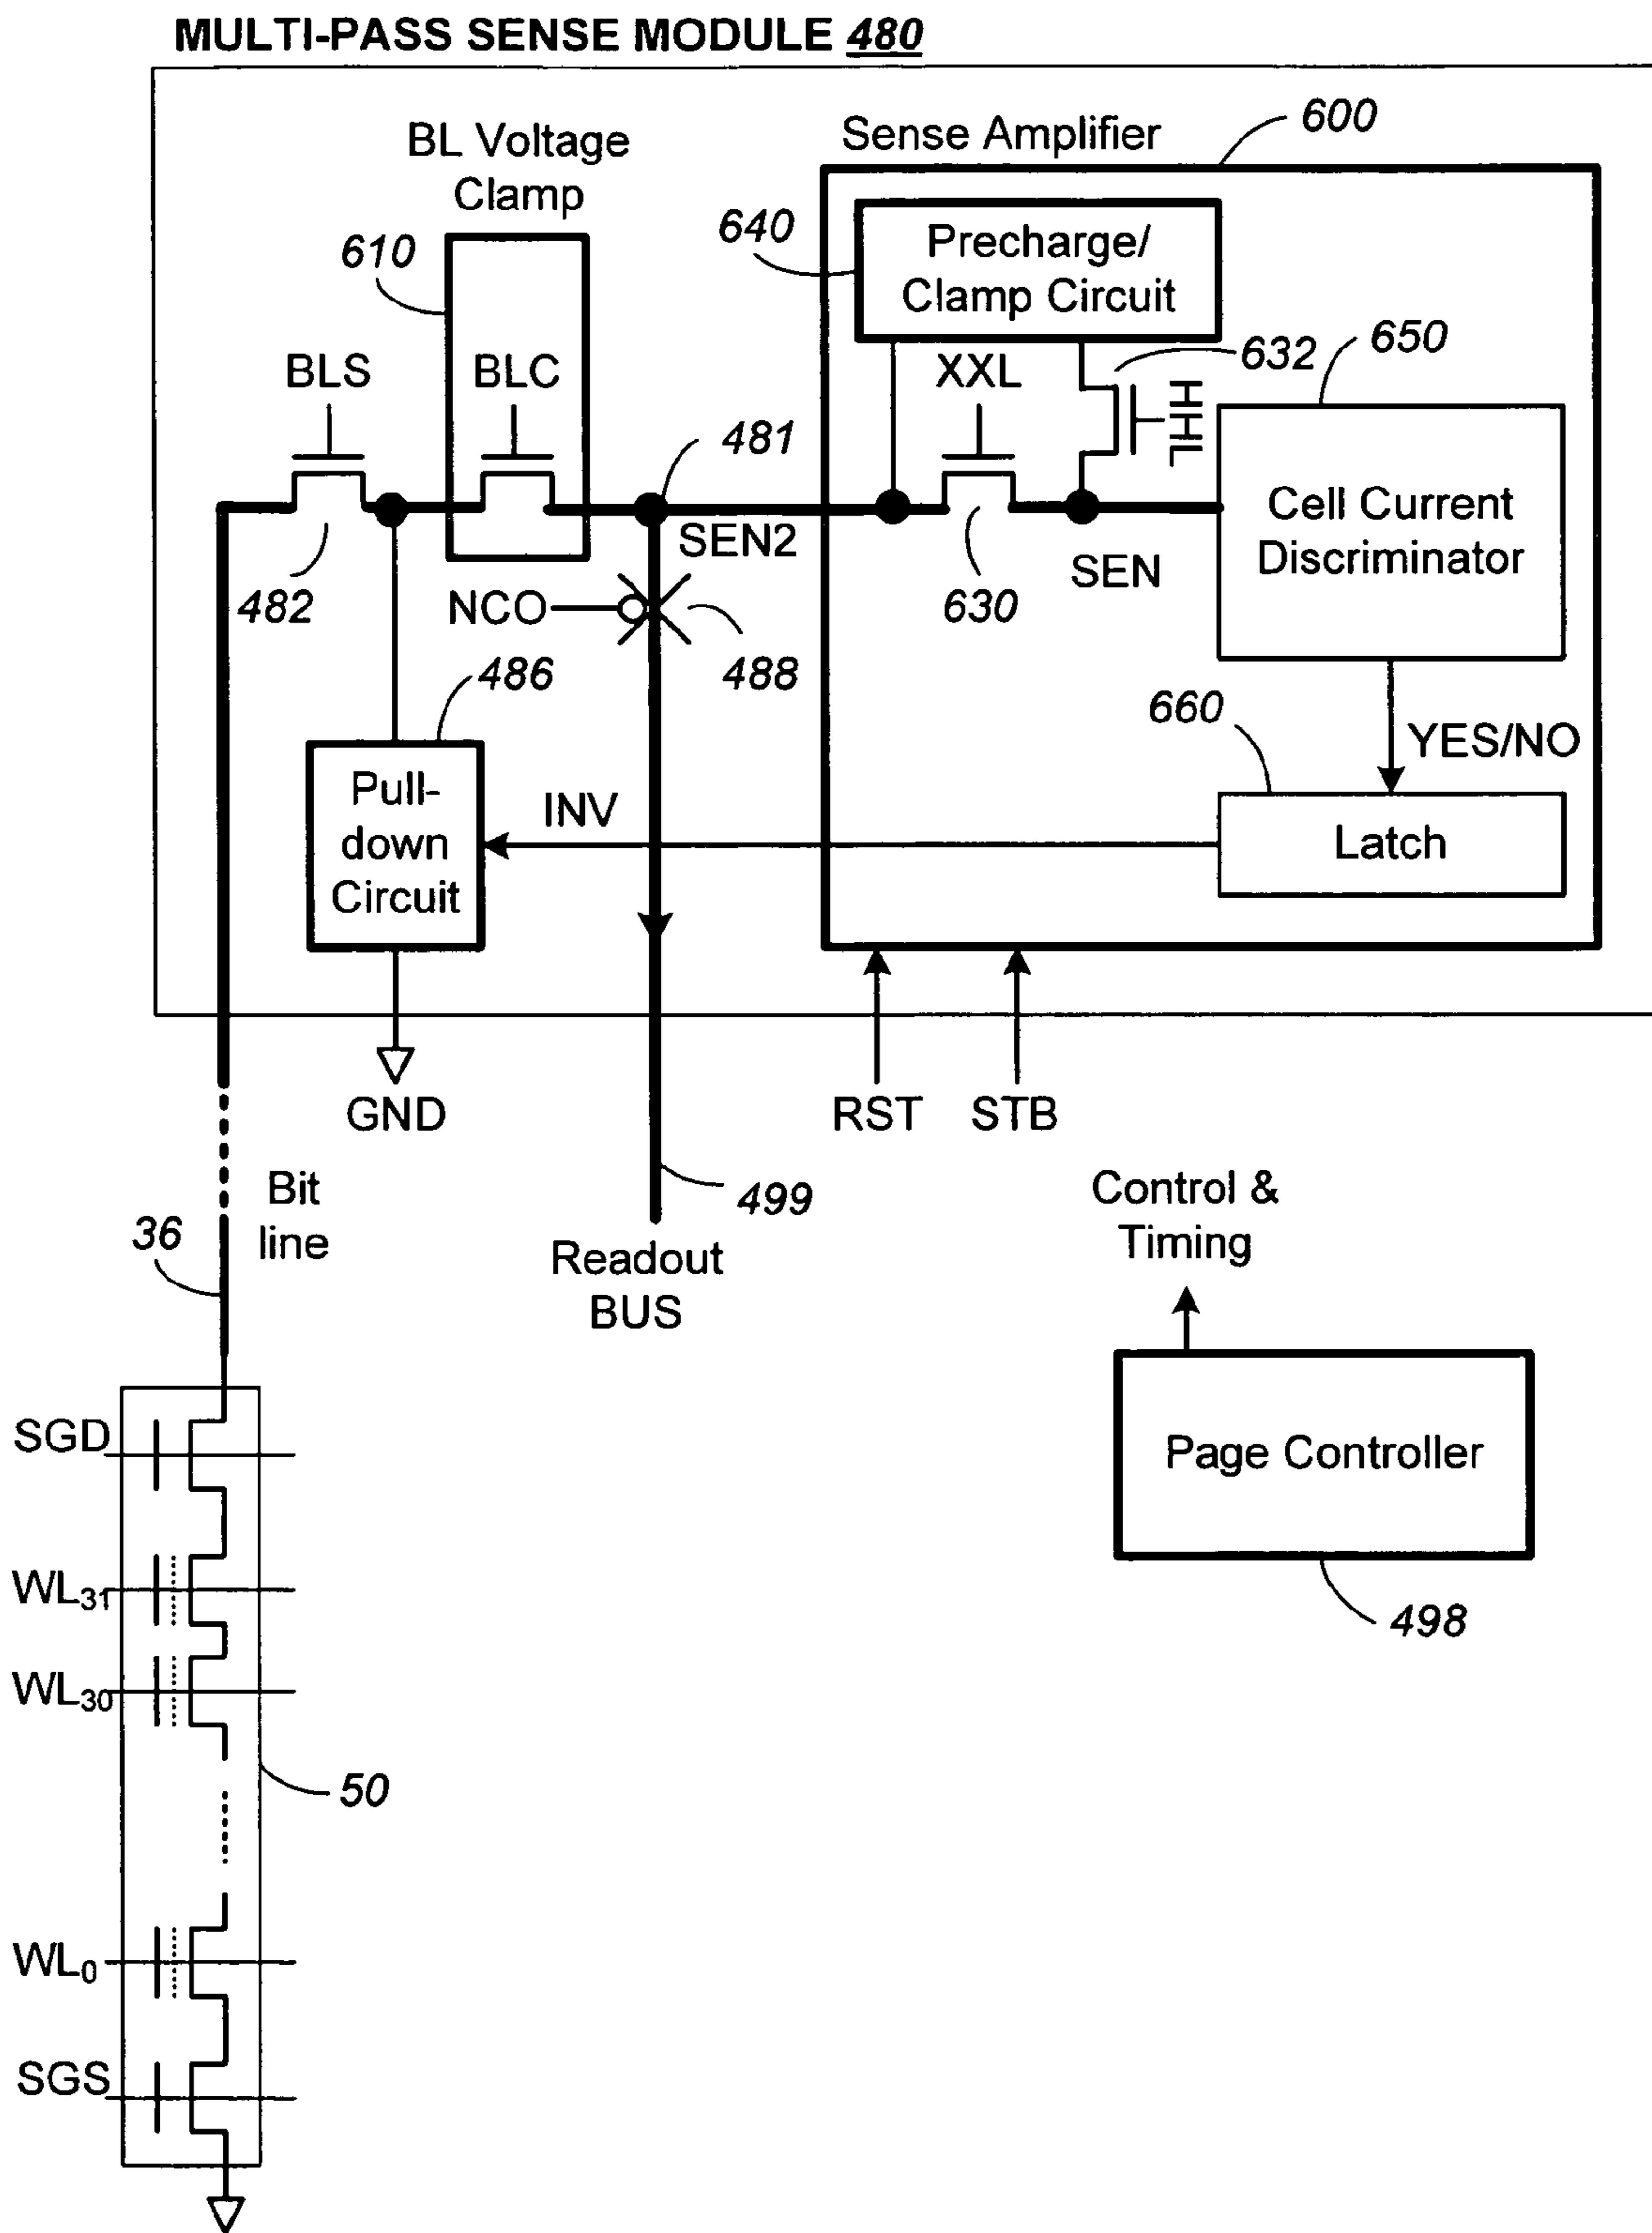 MULTI-PASS SENSE MODULE 480
BL Voltage
Clamp
610
BLS
BLC
482
481
SEN2
NCO
488
486
Pull-
down
Circuit
INV
GND
Sense Amplifier
600
640
Precharge/
Clamp Circuit
XXL
632
HHL
650
630
SEN
Cell Current
Discriminator
YES/NO
660
Latch
RST
STB
Bit
line
36
499
Readout
BUS
Control &
Timing
Page Controller
498
SGD
WL31
WL30
50
WL0
SGS